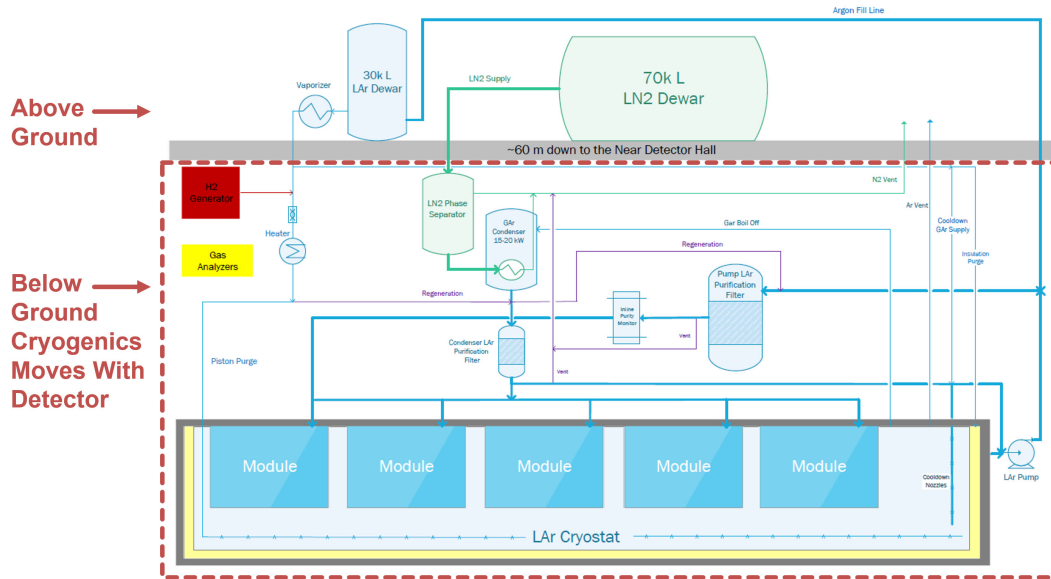 Argon Fill Line
30k L
LAr Dewar
LN2 Supply
70k L
LN2 Dewar
Vaporizer
Above
Ground
~60 m down to the Near Detector Hall
H2
Generator
LN2 Phase
Separator
N2 Vent
Ar Vent
GAr
Condenser
15-20 kW
Gwr Boil Off
Cooldown
GAr Supply
Heater
Regeneration
Insulation
Purge
Gas
Analyzers
Pump LAr
Purification
Filter
Below
Ground
Cryogenics
Moves With
Detector
Regeneration
Inline
Purity
Monitor
Condenser LAr
Purification
Filter
Vent
Piston Purge
Vent
Module
Module
Module
Module
Module
Cooldown
Nozzles
LAr Pump
LAr Cryostat